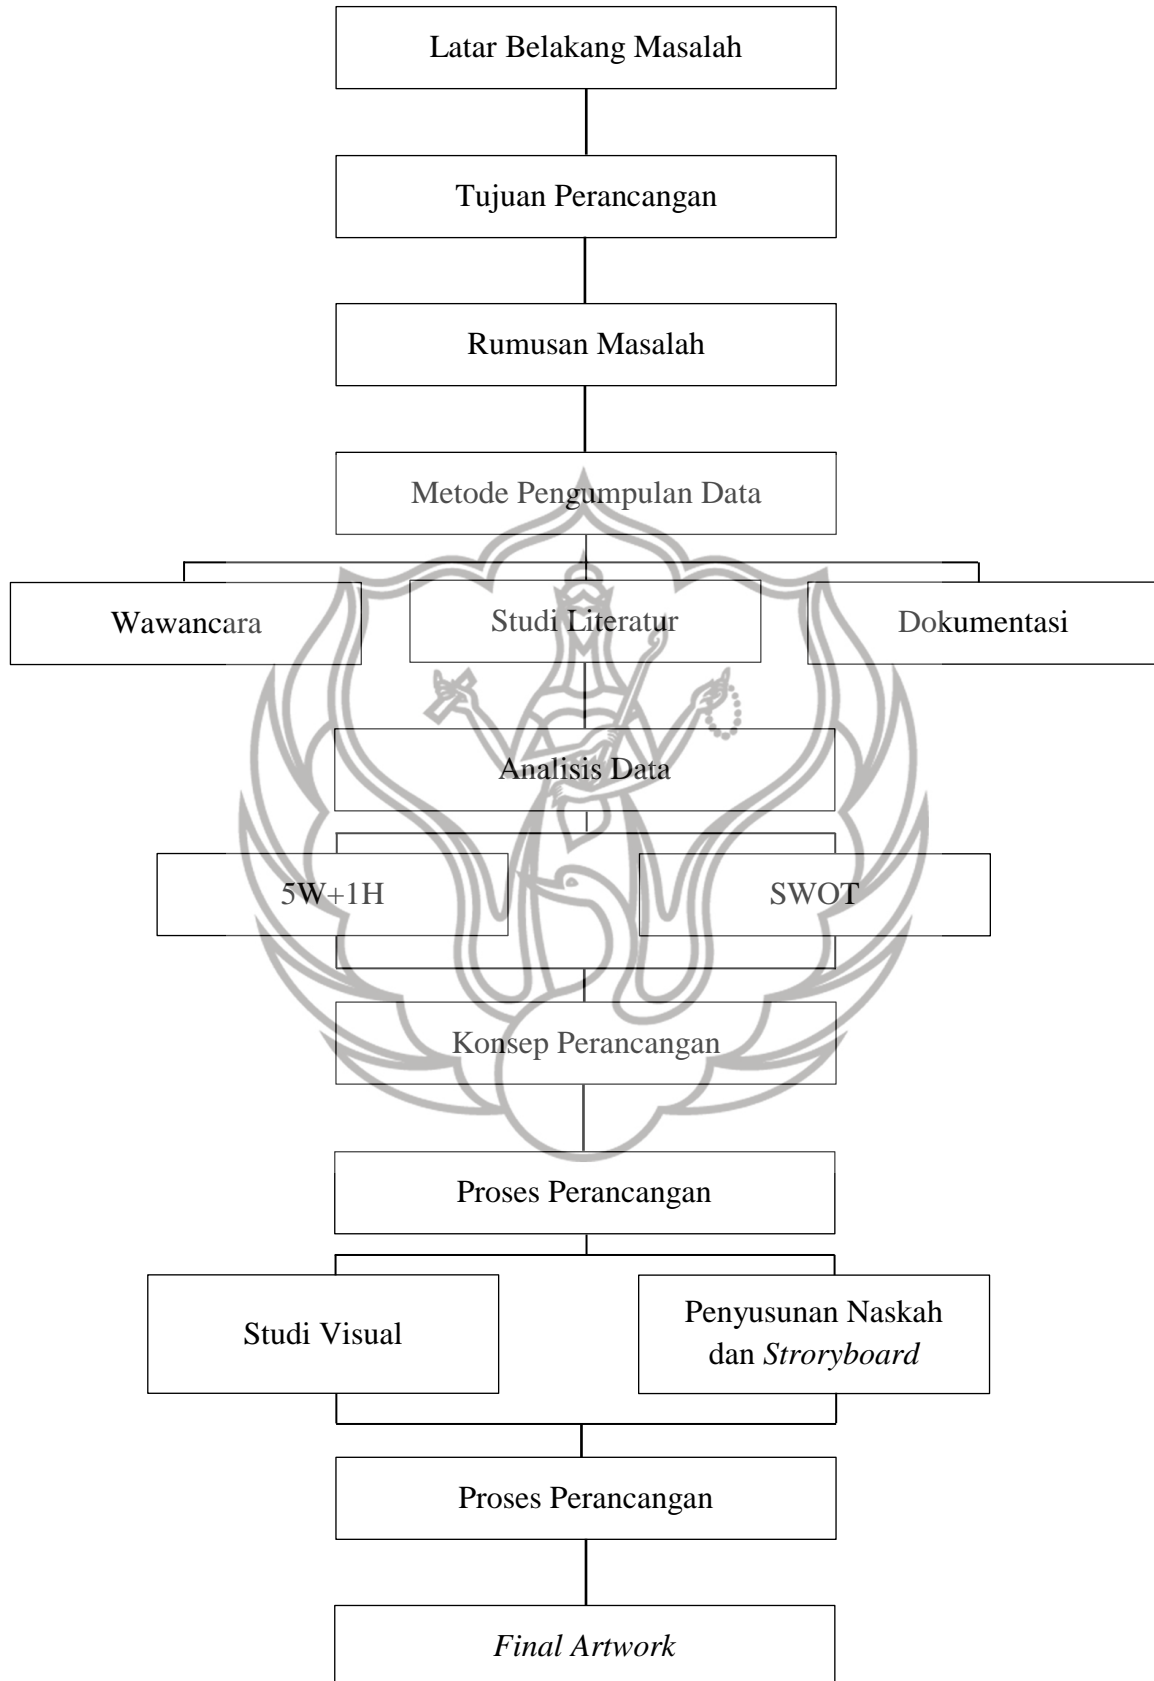 Latar Belakang Masalah
Tujuan Perancangan
Rumusan Masalah
Metode Pengumpulan Data
Wawancara
Studi Literatur
Dokumentasi
Analisis Data
5W+1H
SWOT
Konsep Perancangan
Proses Perancangan
Studi Visual
Penyusunan Naskah
dan Stroryboard
Proses Perancangan
Final Artwork